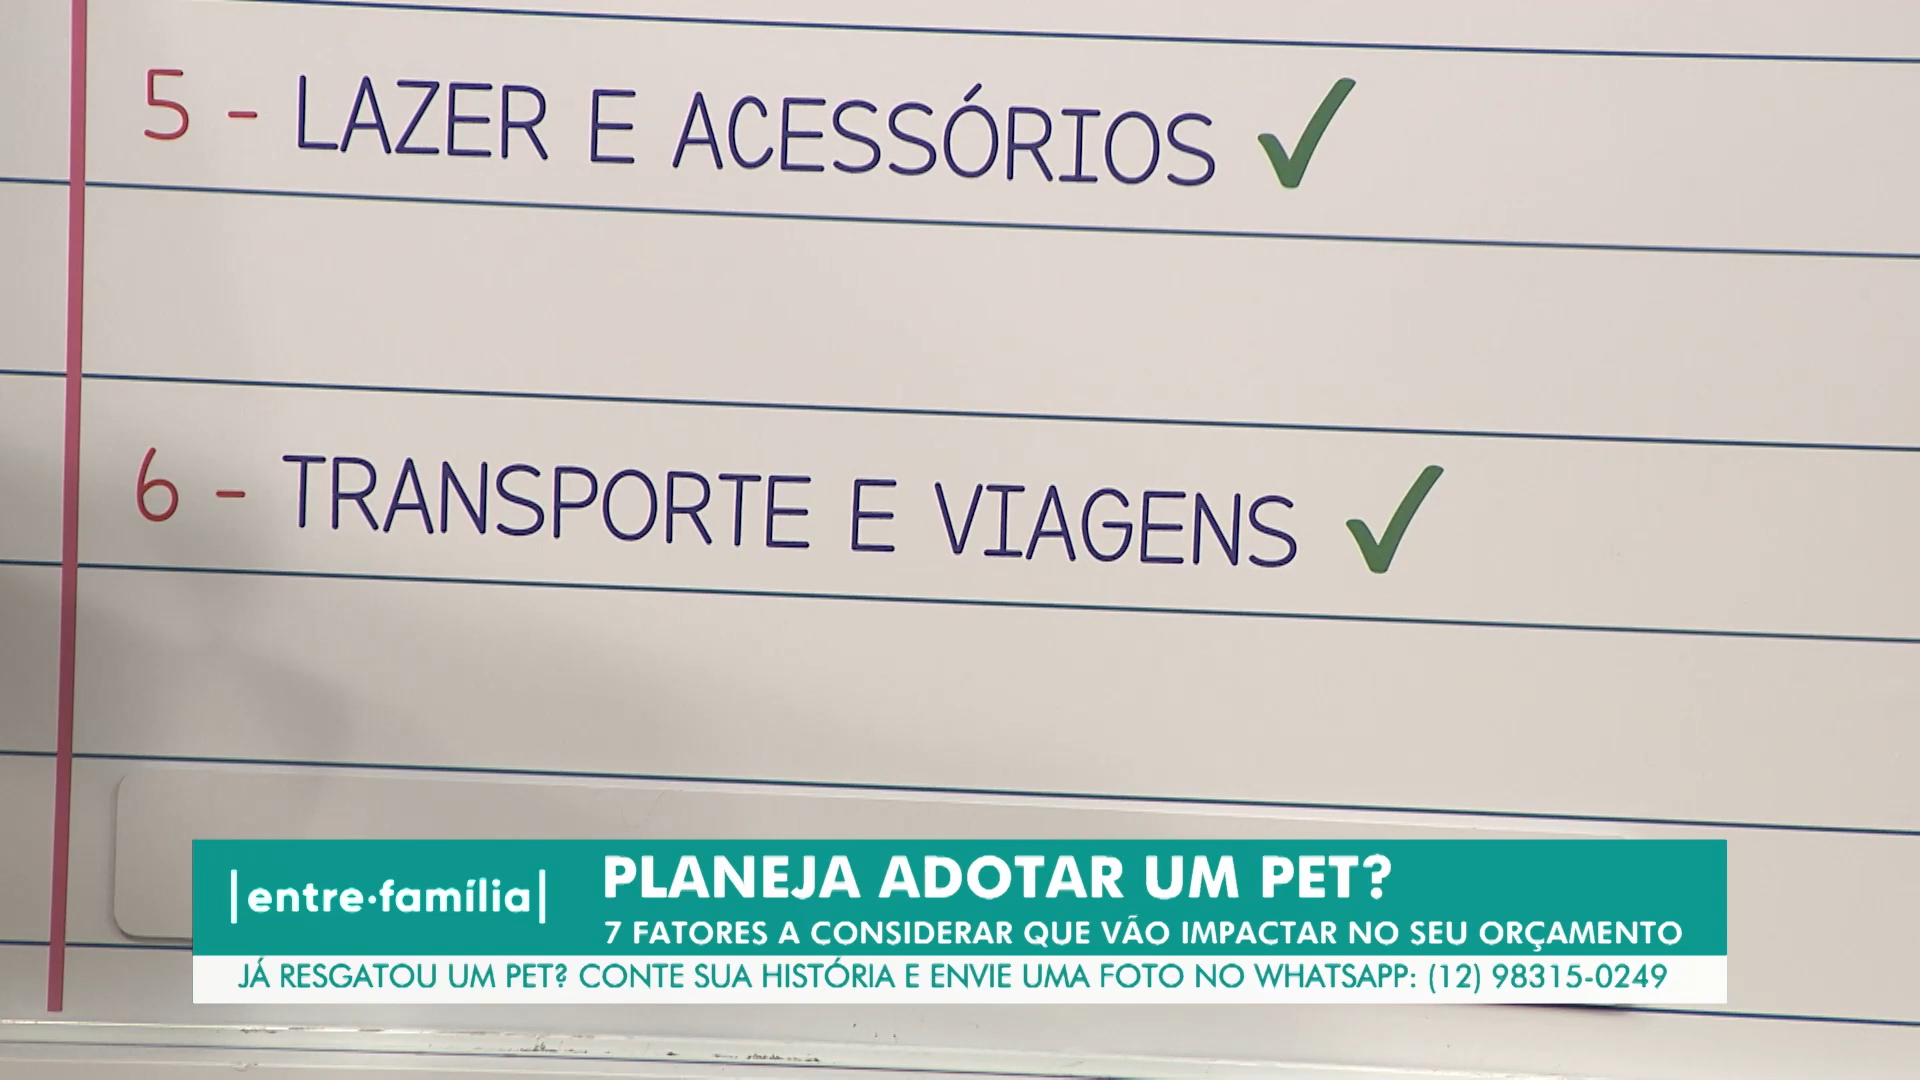 5 - LAZER E ACESSÓRIOS ✓
6 - TRANSPORTE E VIAGENS ✓
|entre·família|
PLANEJA ADOTAR UM PET?
7 FATORES A CONSIDERAR QUE VÃO IMPACTAR NO SEU ORÇAMENTO
JÁ RESGATOU UM PET? CONTE SUA HISTÓRIA E ENVIE UMA FOTO NO WHATSAPP: (12) 98315-0249